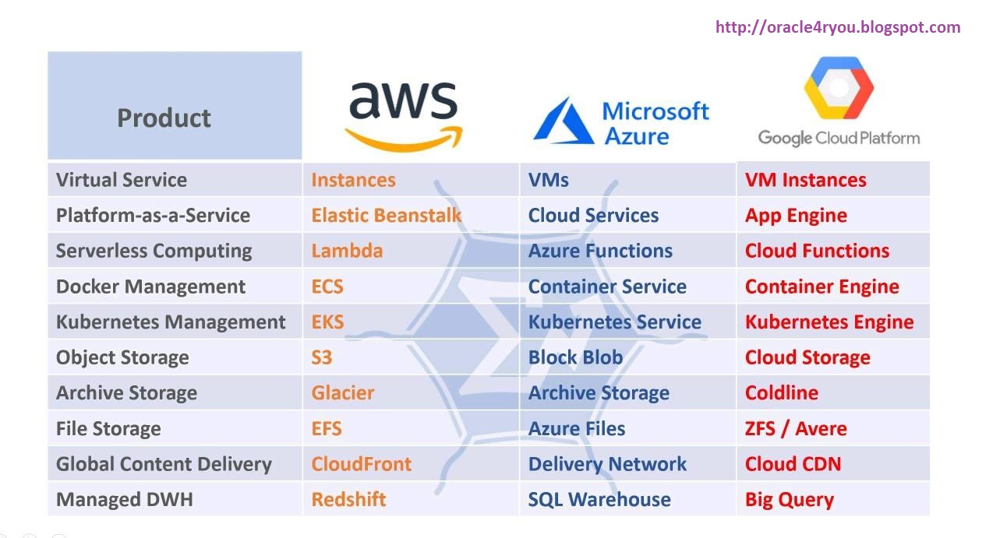 http://oracle4ryou.blogspot.com
Product
aws
Microsoft
Azure
Google Cloud Platform
Virtual Service Instances VMs VM Instances
Platform-as-a-Service Elastic Beanstalk Cloud Services App Engine
Serverless Computing Lambda Azure Functions Cloud Functions
Docker Management ECS Container Service Container Engine
Kubernetes Management EKS Kubernetes Service Kubernetes Engine
Object Storage S3 Block Blob Cloud Storage
Archive Storage Glacier Archive Storage Coldline
File Storage EFS Azure Files ZFS / Avere
Global Content Delivery CloudFront Delivery Network Cloud CDN
Managed DWH Redshift SQL Warehouse Big Query